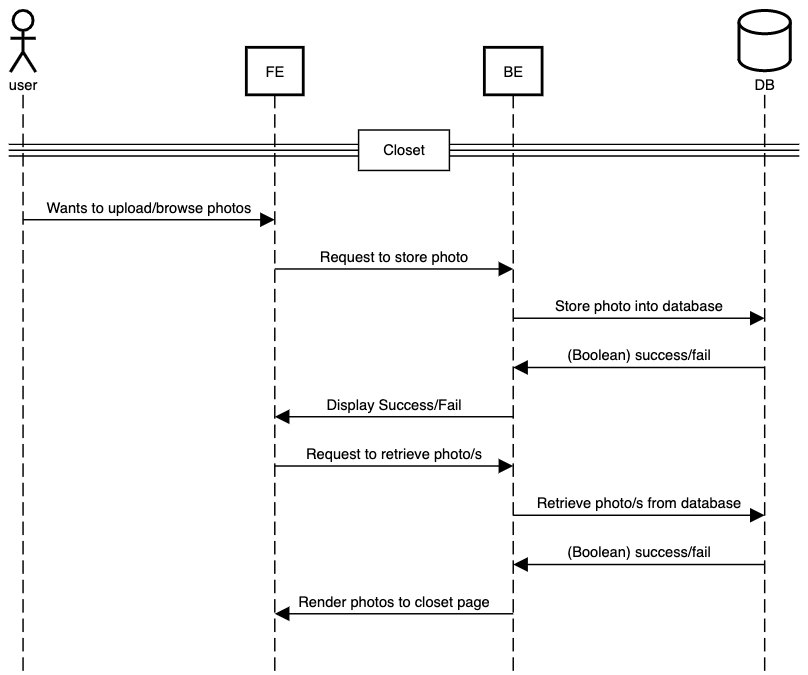 FE
BE
user
DB
Closet
Wants to upload/browse photos
Request to store photo
Store photo into database
(Boolean) success/fail
Display Success/Fail
Request to retrieve photo/s
Retrieve photo/s from database
(Boolean) success/fail
Render photos to closet page